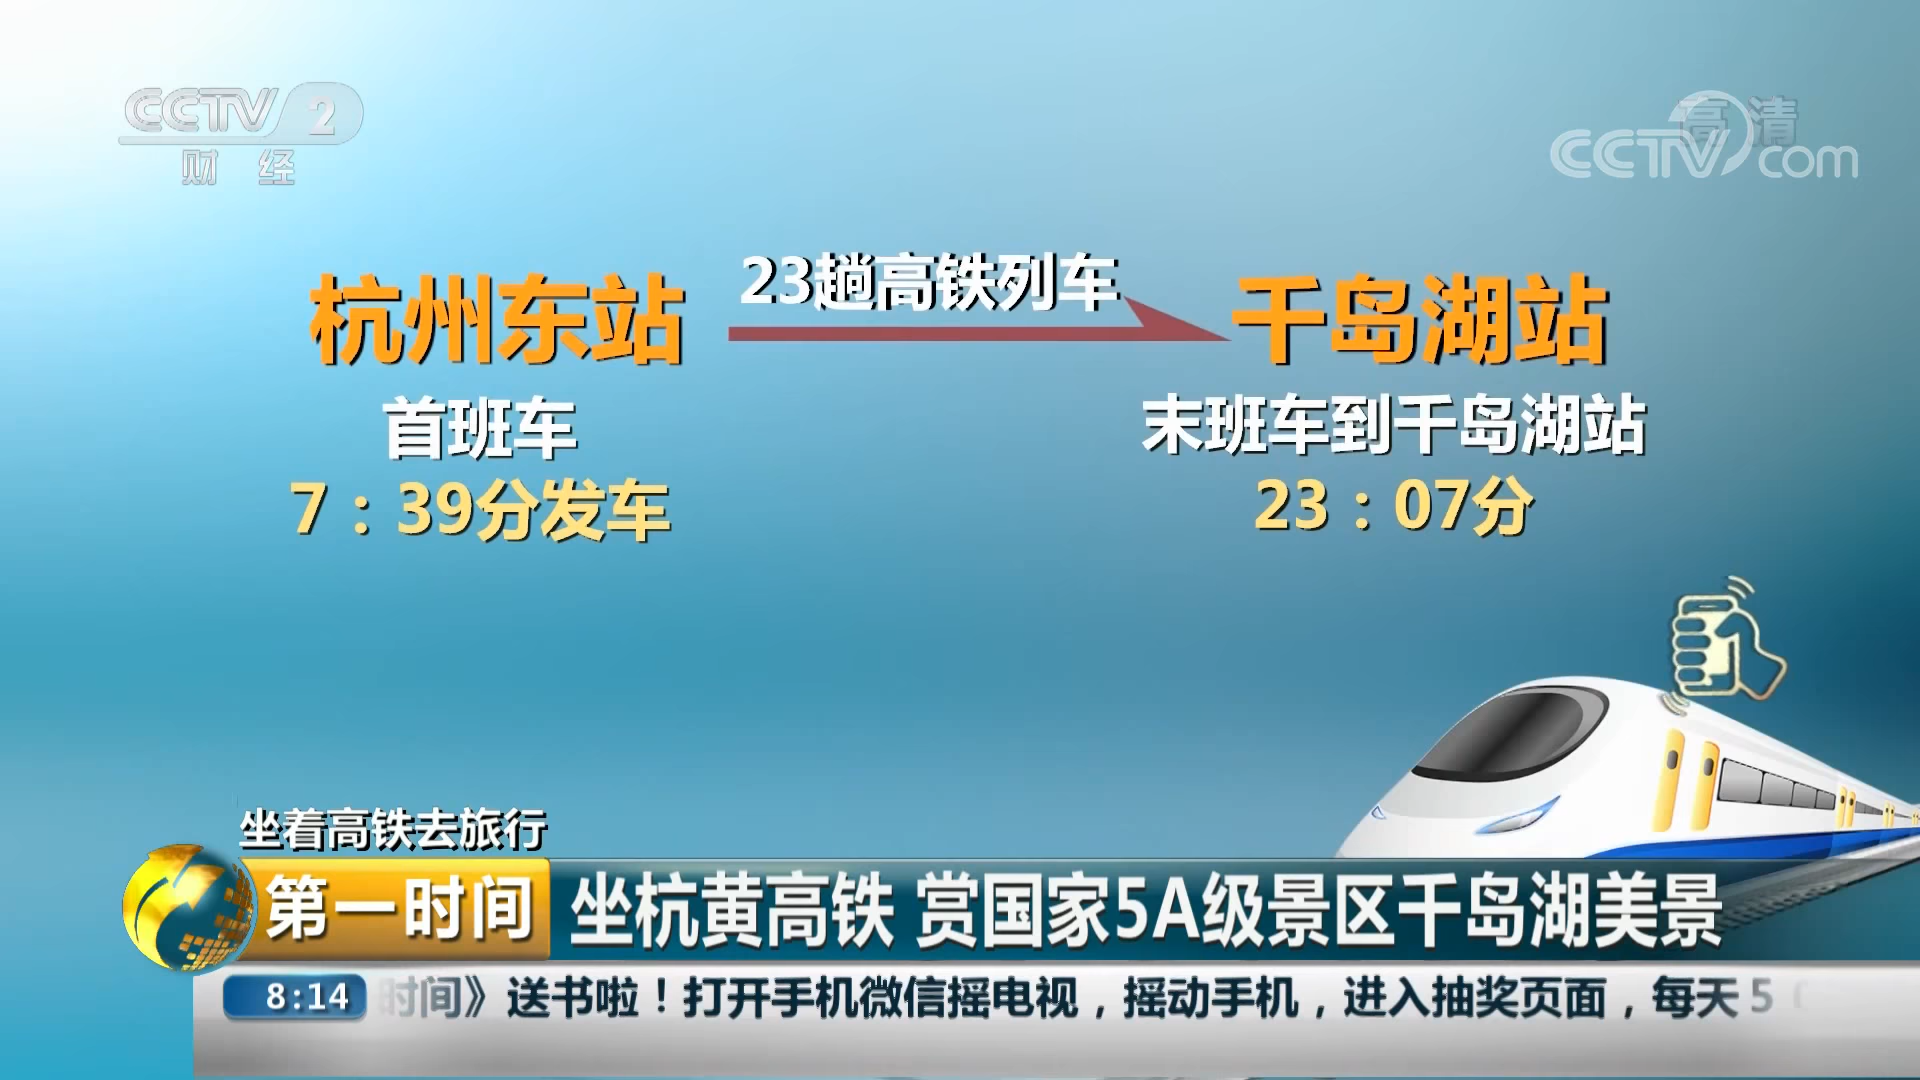 CCTV 2
财 经
高清
CCTV com
23趟高铁列车
杭州东站
千岛湖站
首班车
末班车到千岛湖站
7：39分发车
23：07分
坐着高铁去旅行
第一时间
坐杭黄高铁 赏国家5A级景区千岛湖美景
8:14
时间》送书啦！打开手机微信摇电视，摇动手机，进入抽奖页面，每天5